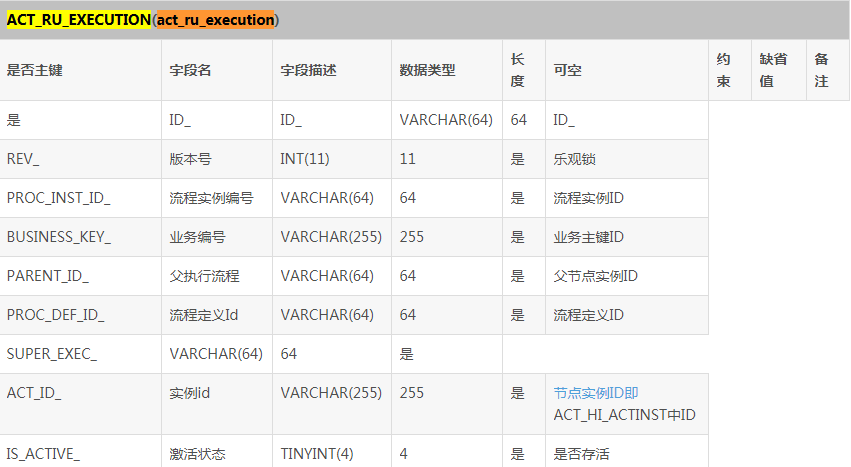 ACT_RU_EXECUTION(act_ru_execution)
是否主键 字段名 字段描述 数据类型 长度 可空 约束 缺省值 备注
是 ID_ ID_ VARCHAR(64) 64 ID_
REV_ 版本号 INT(11) 11 是 乐观锁
PROC_INST_ID_ 流程实例编号 VARCHAR(64) 64 是 流程实例ID
BUSINESS_KEY_ 业务编号 VARCHAR(255) 255 是 业务主键ID
PARENT_ID_ 父执行流程 VARCHAR(64) 64 是 父节点实例ID
PROC_DEF_ID_ 流程定义Id VARCHAR(64) 64 是 流程定义ID
SUPER_EXEC_ VARCHAR(64) 64 是
ACT_ID_ 实例id VARCHAR(255) 255 是 节点实例ID即
ACT_HI_ACTINST中ID
IS_ACTIVE_ 激活状态 TINYINT(4) 4 是 是否存活